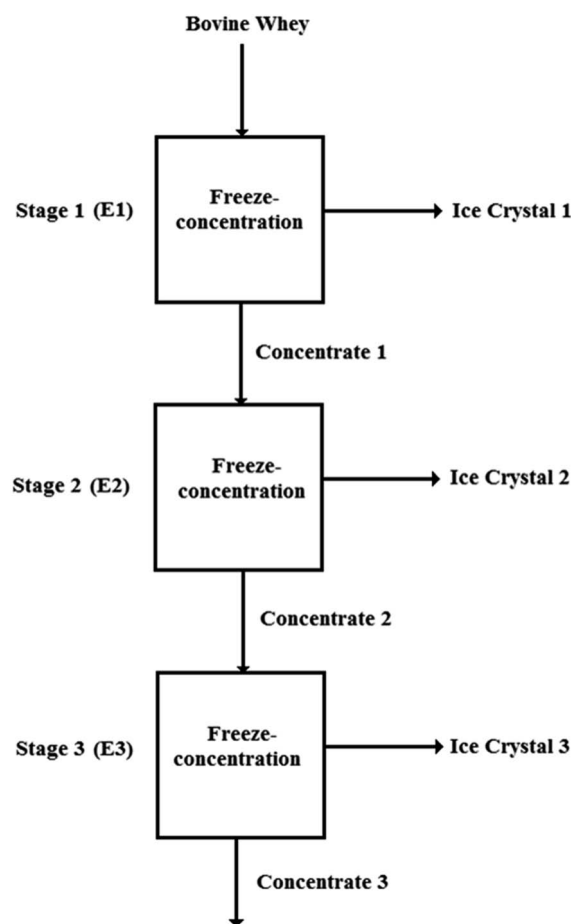 Bovine Whey
Stage 1 (E1)
Freeze-
concentration
Ice Crystal 1
Concentrate 1
Stage 2 (E2)
Freeze-
concentration
Ice Crystal 2
Concentrate 2
Stage 3 (E3)
Freeze-
concentration
Ice Crystal 3
Concentrate 3